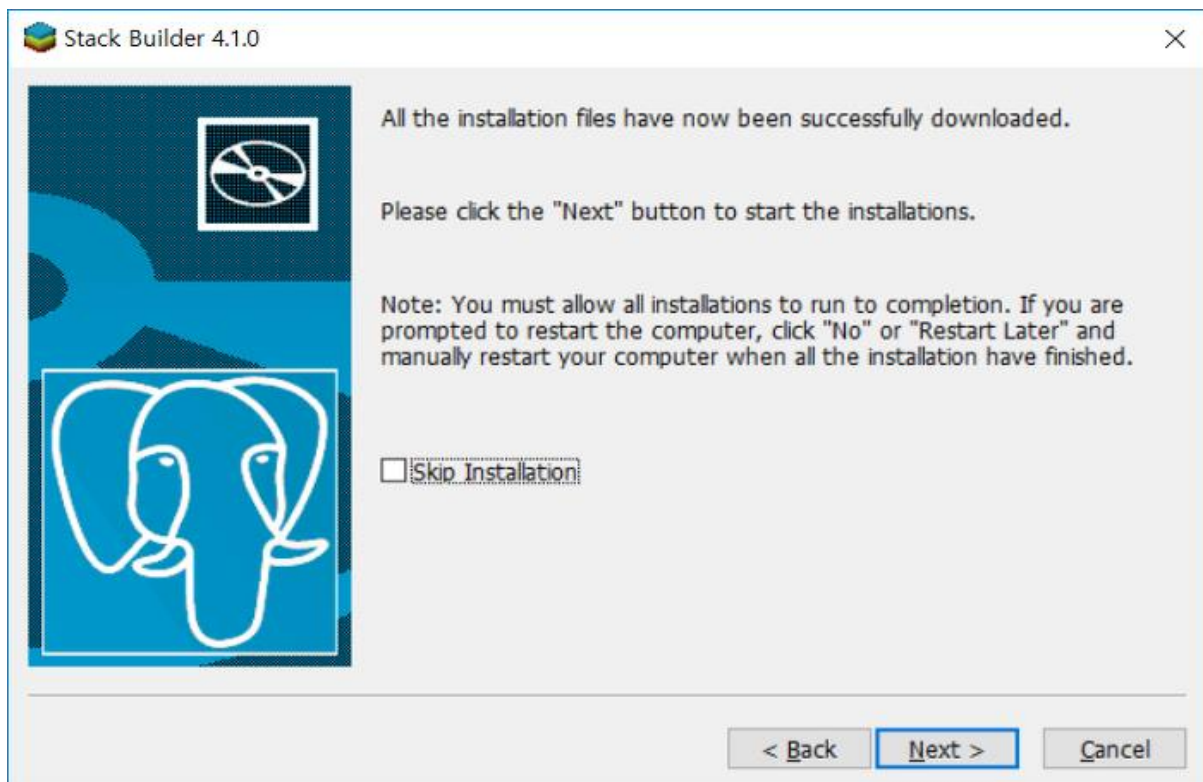 Stack Builder 4.1.0
All the installation files have now been successfully downloaded.
Please click the "Next" button to start the installations.
Note: You must allow all installations to run to completion. If you are
prompted to restart the computer, click "No" or "Restart Later" and
manually restart your computer when all the installation have finished.
Skip Installation
< Back
Next >
Cancel